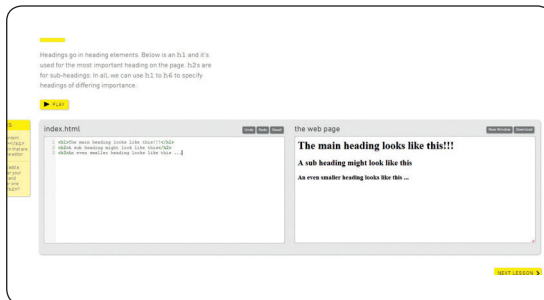 Headings go in heading elements. Below is an h1 and it's
used for the most important heading on the page. h2s are
for sub-headings. In all, we can use h1 to h6 to specify
headings of differing importance.
PLAY
index.html
Undo Redo Reset
1 <h1>The main heading looks like this!!!</h1>
2 <h2>A sub heading might look like this</h2>
3 <h3>An even smaller heading looks like this ...
the web page
New Window Download
The main heading looks like this!!!
A sub heading might look like this
An even smaller heading looks like this ...
NEXT LESSON